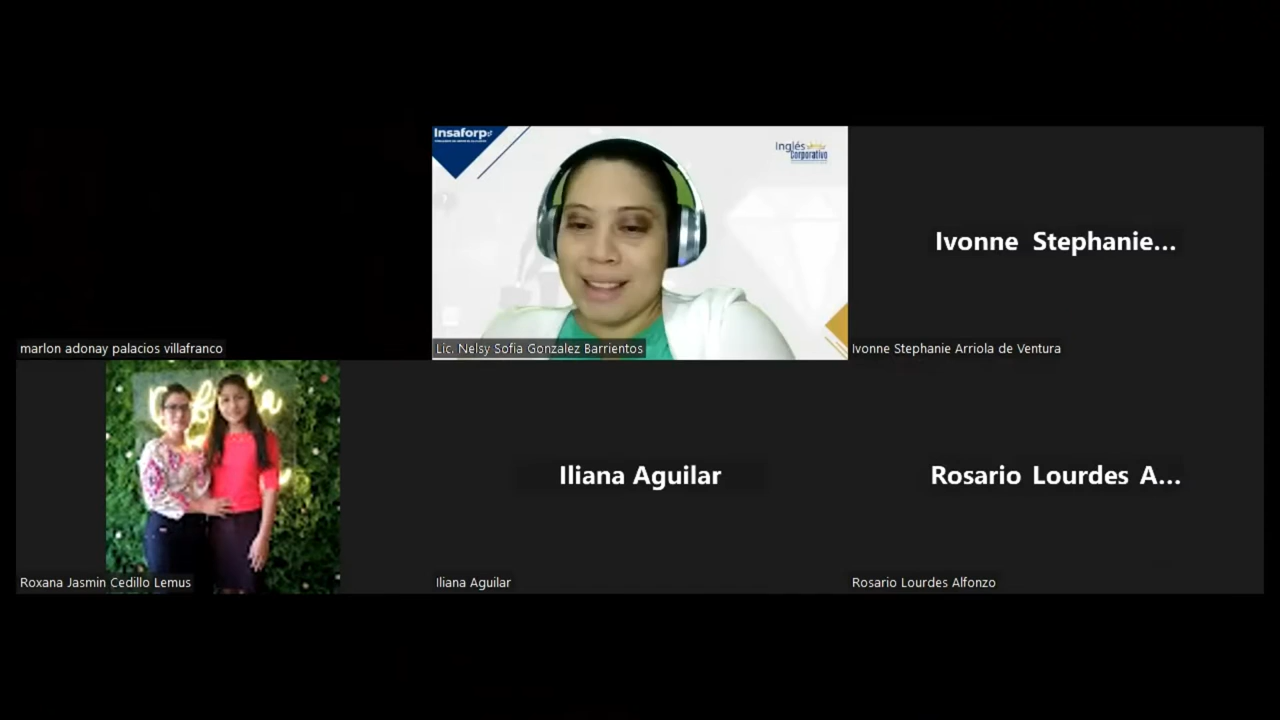 Insaforp
Inglés
Corporativo
Ivonne Stephanie...
marlon adonay palacios villafranco
Lic. Nelsy Sofia Gonzalez Barrientos
Ivonne Stephanie Arriola de Ventura
Iliana Aguilar
Rosario Lourdes A...
Roxana Jasmin Cedillo Lemus
Iliana Aguilar
Rosario Lourdes Alfonzo